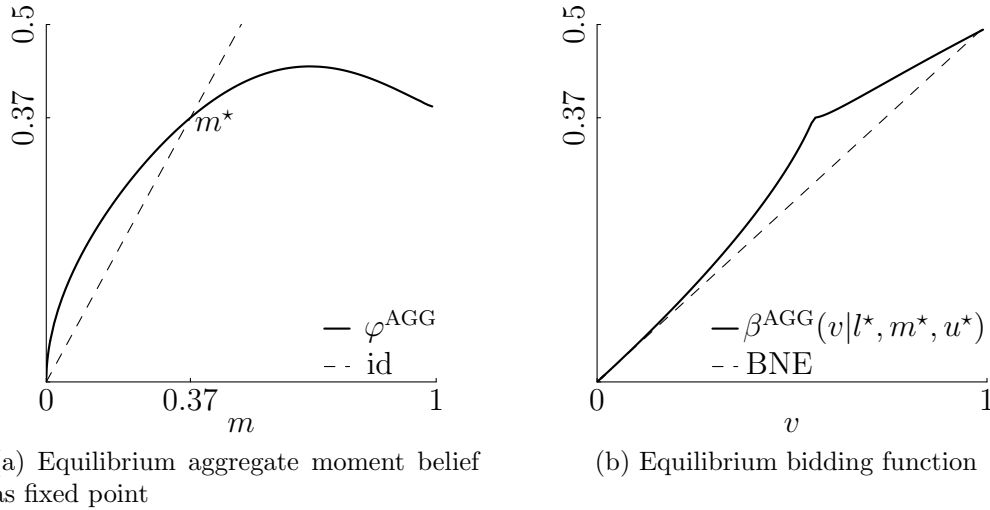 0.5
0.37
m⋆
φ^AGG
id
0
0.37
1
m
(a) Equilibrium aggregate moment belief
as fixed point
0.5
0.37
β^AGG(v|l⋆, m⋆, u⋆)
BNE
0
1
v
(b) Equilibrium bidding function